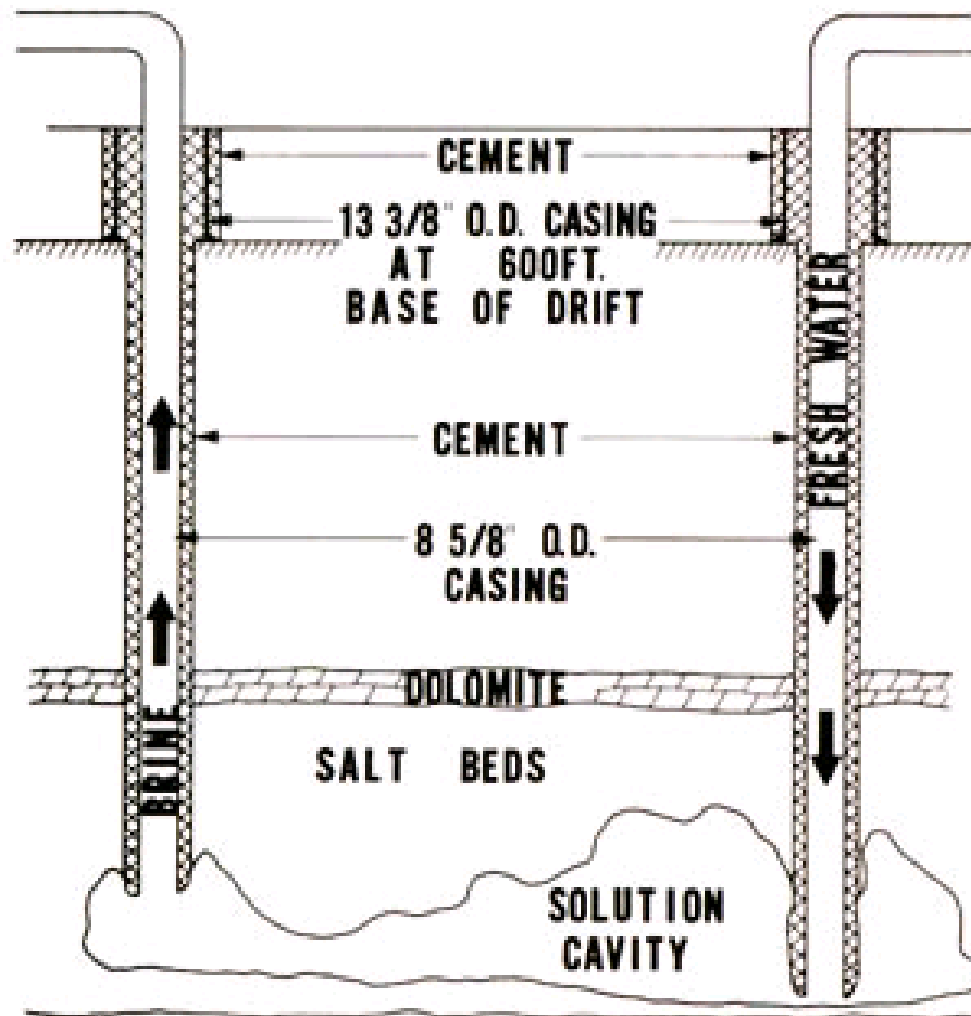 CEMENT
13 3/8" O.D. CASING
AT 600FT.
BASE OF DRIFT
FRESH WATER
CEMENT
8 5/8" O.D.
CASING
DOLOMITE
BRINE
SALT BEDS
SOLUTION
CAVITY